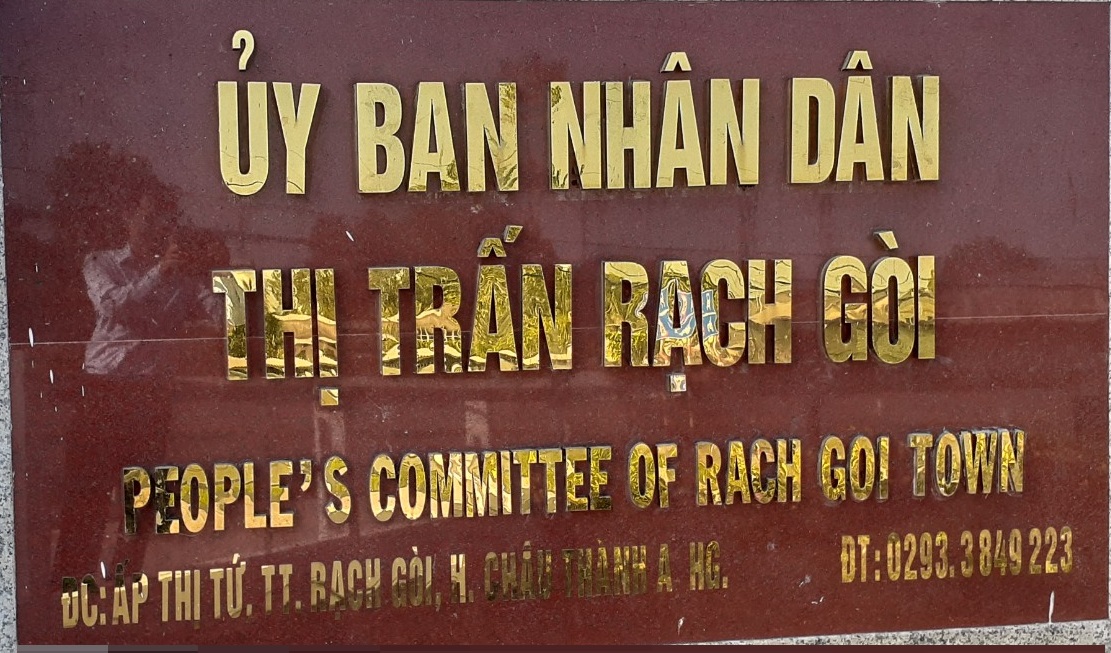 ỦY BAN NHÂN DÂN
THỊ TRẤN RẠCH GÒI
PEOPLE'S COMMITTEE OF RACH GOI TOWN
ĐC: ẤP THỊ TỨ, TT. RẠCH GÒI, H. CHÂU THÀNH A HG. ĐT: 0293.3849 223